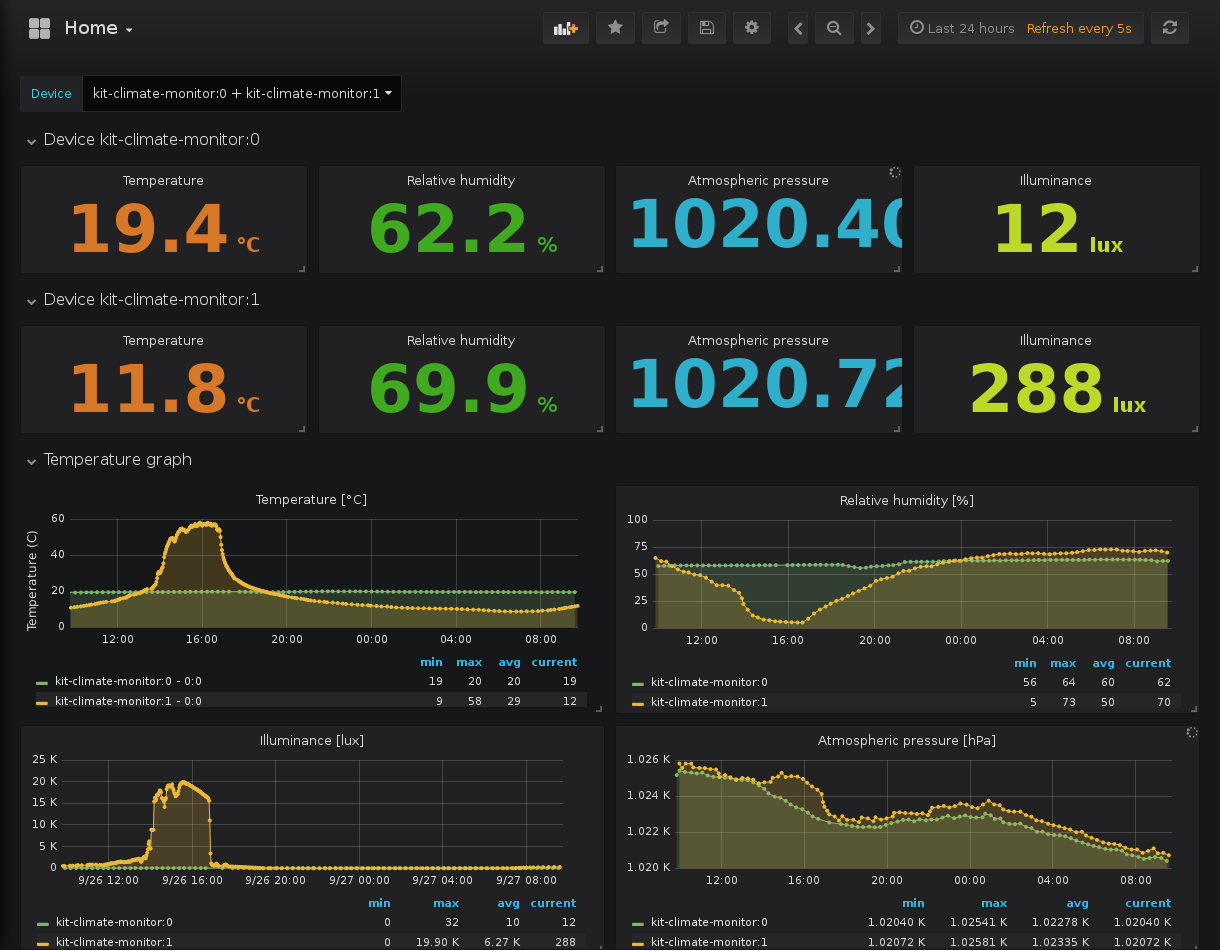 Home
Last 24 hours Refresh every 5s
Device kit-climate-monitor:0 + kit-climate-monitor:1
Device kit-climate-monitor:0
Temperature Relative humidity Atmospheric pressure Illuminance
19.4 °C 62.2 % 1020.40 12 lux
Device kit-climate-monitor:1
Temperature Relative humidity Atmospheric pressure Illuminance
11.8 °C 69.9 % 1020.72 288 lux
Temperature graph
Temperature [°C]
Temperature (C)
60
40
20
0
12:00 16:00 20:00 00:00 04:00 08:00
min max avg current
kit-climate-monitor:0 - 0:0 19 20 20 19
kit-climate-monitor:1 - 0:0 9 58 29 12
Relative humidity [%]
100
75
50
25
0
12:00 16:00 20:00 00:00 04:00 08:00
min max avg current
kit-climate-monitor:0 56 64 60 62
kit-climate-monitor:1 5 73 50 70
Illuminance [lux]
25 K
20 K
15 K
10 K
5 K
0
9/26 12:00 9/26 16:00 9/26 20:00 9/27 00:00 9/27 04:00 9/27 08:00
min max avg current
kit-climate-monitor:0 0 32 10 12
kit-climate-monitor:1 0 19.90 K 6.27 K 288
Atmospheric pressure [hPa]
1.026 K
1.024 K
1.022 K
1.020 K
12:00 16:00 20:00 00:00 04:00 08:00
min max avg current
kit-climate-monitor:0 1.02040 K 1.02541 K 1.02278 K 1.02040 K
kit-climate-monitor:1 1.02072 K 1.02581 K 1.02335 K 1.02072 K